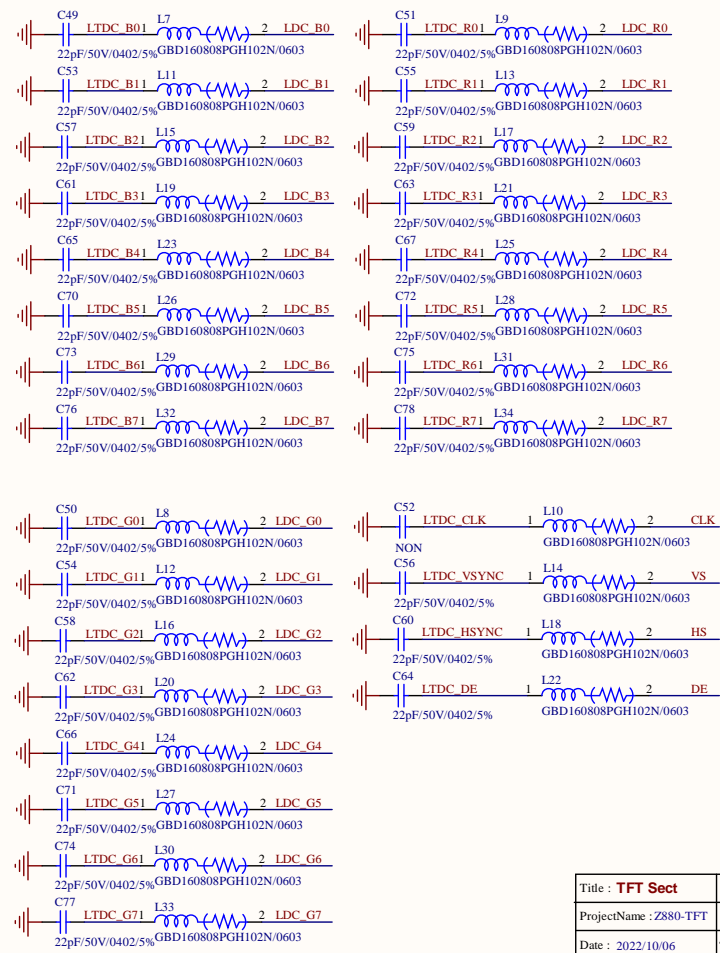 C49 L7 C51 L9
LTDC_B01 2 LDC_B0 LTDC_R01 2 LDC_R0
22pF/50V/0402/5% GBD160808PGH102N/0603 22pF/50V/0402/5% GBD160808PGH102N/0603
C53 L11 C55 L13
LTDC_B11 2 LDC_B1 LTDC_R11 2 LDC_R1
22pF/50V/0402/5% GBD160808PGH102N/0603 22pF/50V/0402/5% GBD160808PGH102N/0603
C57 L15 C59 L17
LTDC_B21 2 LDC_B2 LTDC_R21 2 LDC_R2
22pF/50V/0402/5% GBD160808PGH102N/0603 22pF/50V/0402/5% GBD160808PGH102N/0603
C61 L19 C63 L21
LTDC_B31 2 LDC_B3 LTDC_R31 2 LDC_R3
22pF/50V/0402/5% GBD160808PGH102N/0603 22pF/50V/0402/5% GBD160808PGH102N/0603
C65 L23 C67 L25
LTDC_B41 2 LDC_B4 LTDC_R41 2 LDC_R4
22pF/50V/0402/5% GBD160808PGH102N/0603 22pF/50V/0402/5% GBD160808PGH102N/0603
C70 L26 C72 L28
LTDC_B51 2 LDC_B5 LTDC_R51 2 LDC_R5
22pF/50V/0402/5% GBD160808PGH102N/0603 22pF/50V/0402/5% GBD160808PGH102N/0603
C73 L29 C75 L31
LTDC_B61 2 LDC_B6 LTDC_R61 2 LDC_R6
22pF/50V/0402/5% GBD160808PGH102N/0603 22pF/50V/0402/5% GBD160808PGH102N/0603
C76 L32 C78 L34
LTDC_B71 2 LDC_B7 LTDC_R71 2 LDC_R7
22pF/50V/0402/5% GBD160808PGH102N/0603 22pF/50V/0402/5% GBD160808PGH102N/0603
C50 L8 C52 L10
LTDC_G01 2 LDC_G0 LTDC_CLK 1 2 CLK
22pF/50V/0402/5% GBD160808PGH102N/0603 NON GBD160808PGH102N/0603
C54 L12 C56 L14
LTDC_G11 2 LDC_G1 LTDC_VSYNC 1 2 VS
22pF/50V/0402/5% GBD160808PGH102N/0603 22pF/50V/0402/5% GBD160808PGH102N/0603
C58 L16 C60 L18
LTDC_G21 2 LDC_G2 LTDC_HSYNC 1 2 HS
22pF/50V/0402/5% GBD160808PGH102N/0603 22pF/50V/0402/5% GBD160808PGH102N/0603
C62 L20 C64 L22
LTDC_G31 2 LDC_G3 LTDC_DE 1 2 DE
22pF/50V/0402/5% GBD160808PGH102N/0603 22pF/50V/0402/5% GBD160808PGH102N/0603
C66 L24
LTDC_G41 2 LDC_G4
22pF/50V/0402/5% GBD160808PGH102N/0603
C71 L27
LTDC_G51 2 LDC_G5
22pF/50V/0402/5% GBD160808PGH102N/0603
C74 L30
LTDC_G61 2 LDC_G6
22pF/50V/0402/5% GBD160808PGH102N/0603
C77 L33
LTDC_G71 2 LDC_G7
22pF/50V/0402/5% GBD160808PGH102N/0603
Title : TFT Sect
ProjectName : Z880-TFT
Date : 2022/10/06